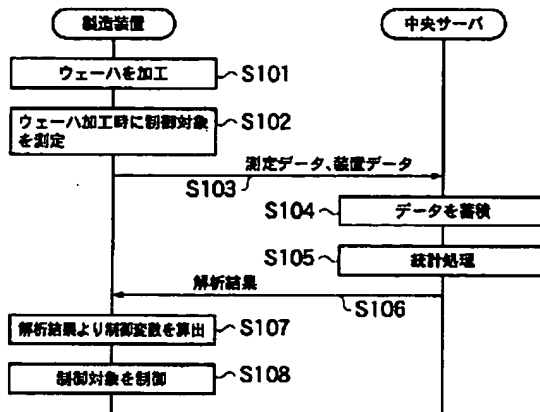 製造装置
中央サーバ
ウェーハを加工
S101
ウェーハ加工時に制御対象
を測定
S102
測定データ、装置データ
S103
S104
データを蓄積
S105
統計処理
解析結果
S106
解析結果より制御変数を算出
S107
制御対象を制御
S108